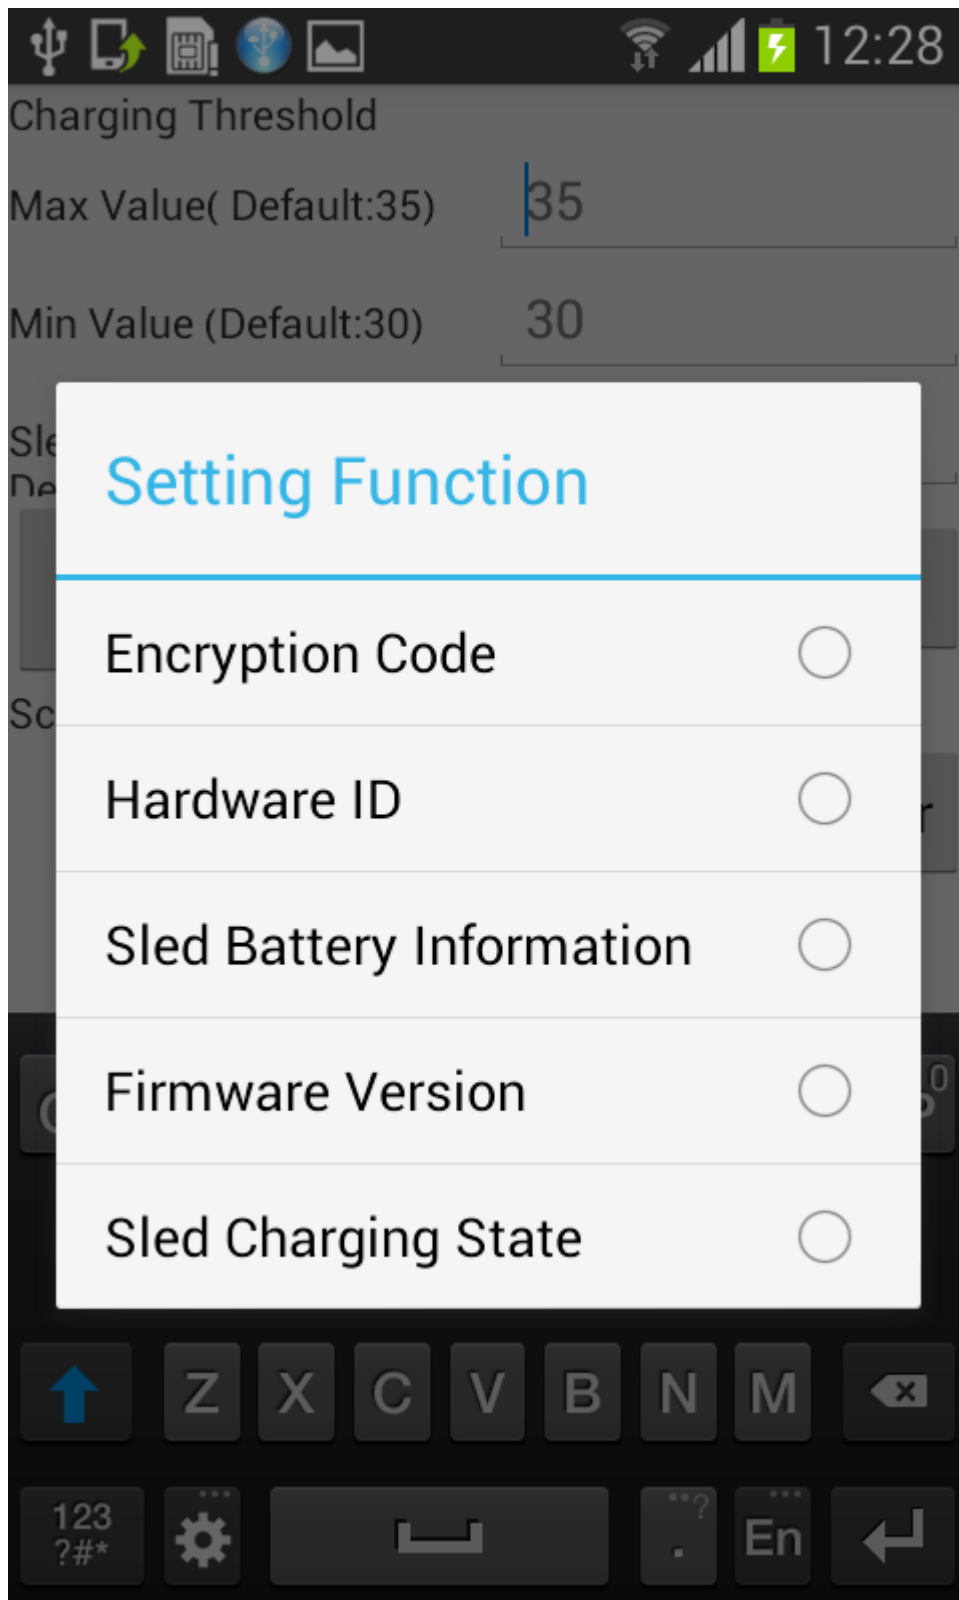 12:28
Charging Threshold
Max Value( Default:35)
35
Min Value (Default:30)
30
Setting Function
Encryption Code
Hardware ID
Sled Battery Information
Firmware Version
Sled Charging State
Z X C V B N M
123
?#*
. En